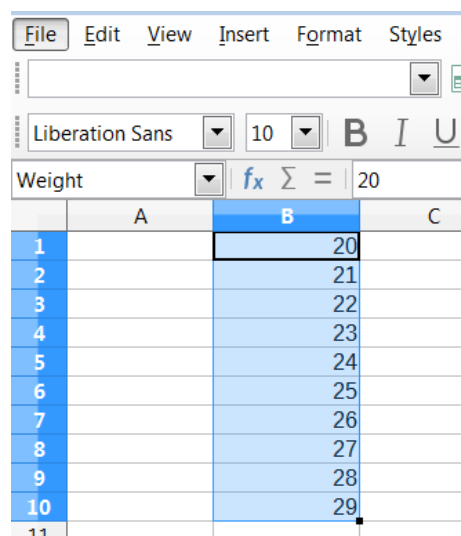 File Edit View Insert Format Styles
Liberation Sans 10 B I U
Weight fx Σ = 20
A B C
1 20
2 21
3 22
4 23
5 24
6 25
7 26
8 27
9 28
10 29
11